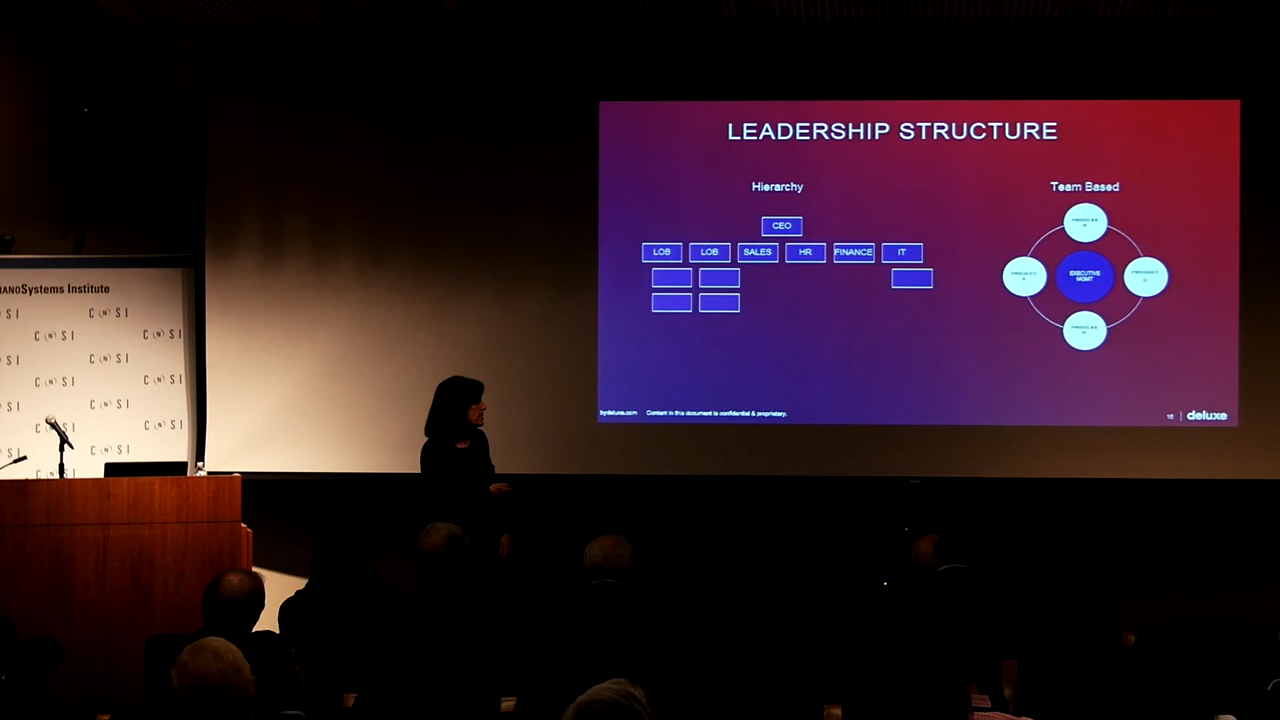 NANOSystems Institute
S I
C (N) S I
C (N) S I
C (N) S I
S I
C (N) S I
C (N) S I
C (N) S I
S I
C (N) S I
C (N) S I
C (N) S I
S I
C (N) S I
C (N) S I
LEADERSHIP STRUCTURE
Hierarchy
CEO
LOB
LOB
SALES
HR
FINANCE
IT
Team Based
EXECUTIVE
MGMT
bydeluxe.com
Content in this document is confidential & proprietary.
16
deluxe